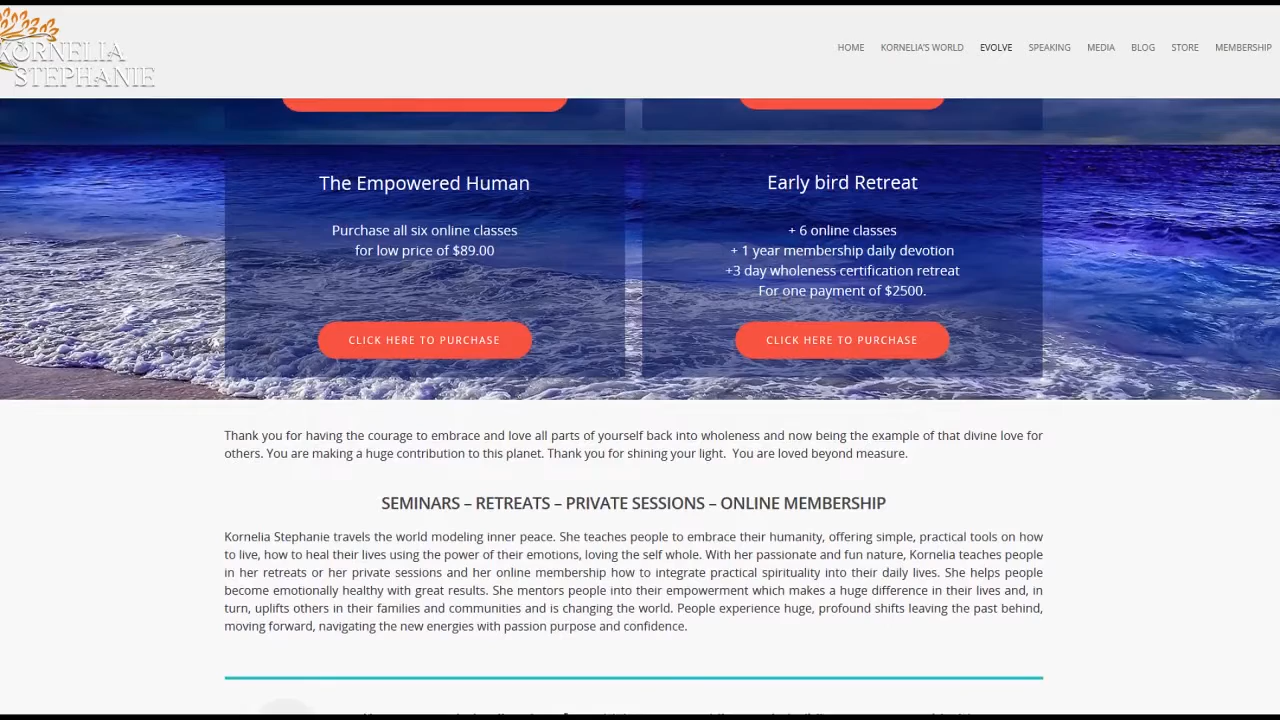 KORNELIA
STEPHANIE
HOME KORNELIA'S WORLD EVOLVE SPEAKING MEDIA BLOG STORE MEMBERSHIP
The Empowered Human
Purchase all six online classes
for low price of $89.00
CLICK HERE TO PURCHASE
Early bird Retreat
+ 6 online classes
+ 1 year membership daily devotion
+3 day wholeness certification retreat
For one payment of $2500.
CLICK HERE TO PURCHASE
Thank you for having the courage to embrace and love all parts of yourself back into wholeness and now being the example of that divine love for
others. You are making a huge contribution to this planet. Thank you for shining your light.  You are loved beyond measure.
SEMINARS – RETREATS – PRIVATE SESSIONS – ONLINE MEMBERSHIP
Kornelia Stephanie travels the world modeling inner peace. She teaches people to embrace their humanity, offering simple, practical tools on how
to live, how to heal their lives using the power of their emotions, loving the self whole. With her passionate and fun nature, Kornelia teaches people
in her retreats or her private sessions and her online membership how to integrate practical spirituality into their daily lives. She helps people
become emotionally healthy with great results. She mentors people into their empowerment which makes a huge difference in their lives and, in
turn, uplifts others in their families and communities and is changing the world. People experience huge, profound shifts leaving the past behind,
moving forward, navigating the new energies with passion purpose and confidence.